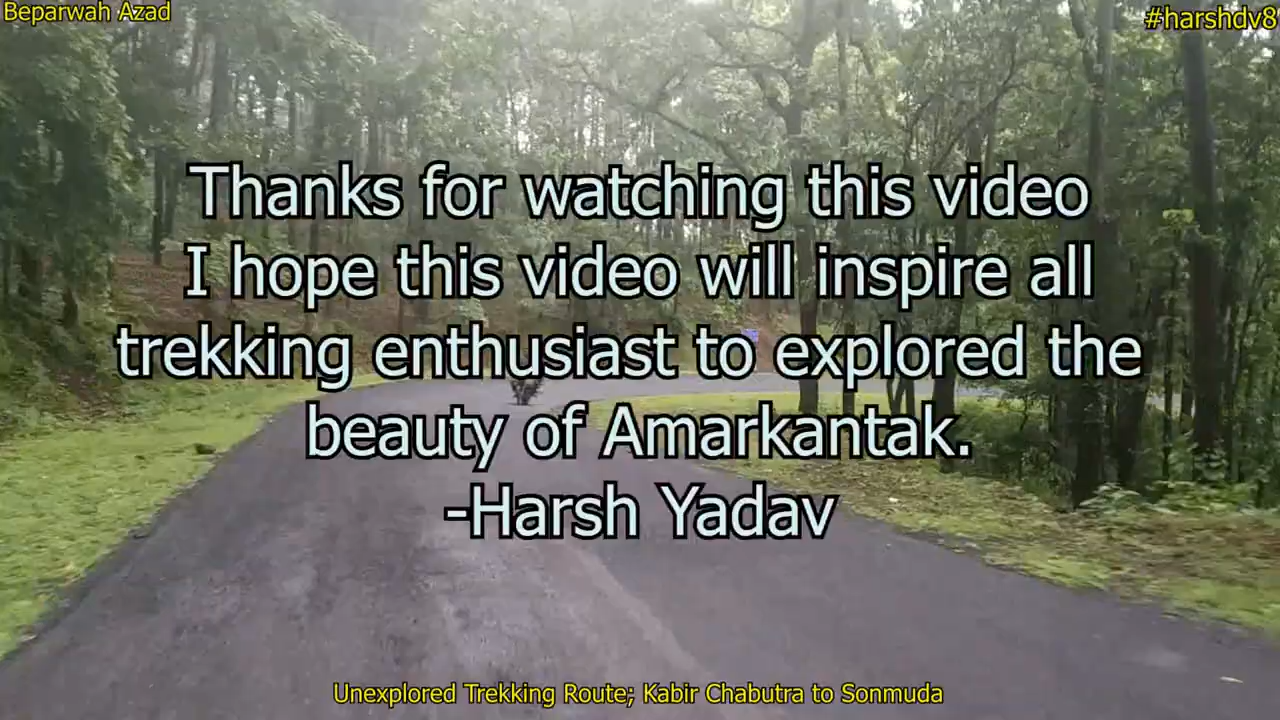 Beparwah Azad
#harshdv8
Thanks for watching this video
I hope this video will inspire all
trekking enthusiast to explored the
beauty of Amarkantak.
-Harsh Yadav
Unexplored Trekking Route; Kabir Chabutra to Sonmuda